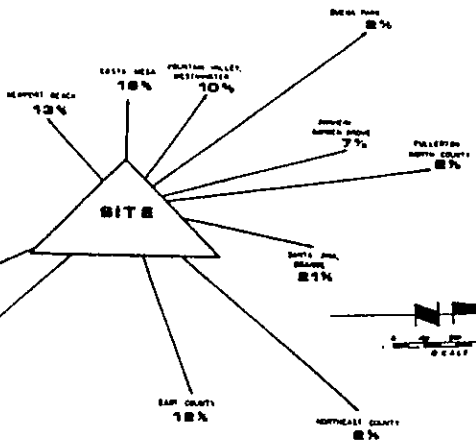 BUENA PARK
2%
COSTA MESA
16%
FOUNTAIN VALLEY,
WESTMINSTER
10%
NEWPORT BEACH
13%
ANAHEIM
GARDEN GROVE
7%
FULLERTON
NORTH COUNTY
2%
SITE
SANTA ANA,
ORANGE
21%
SCALE
EAST COUNTY
12%
NORTHEAST COUNTY
2%